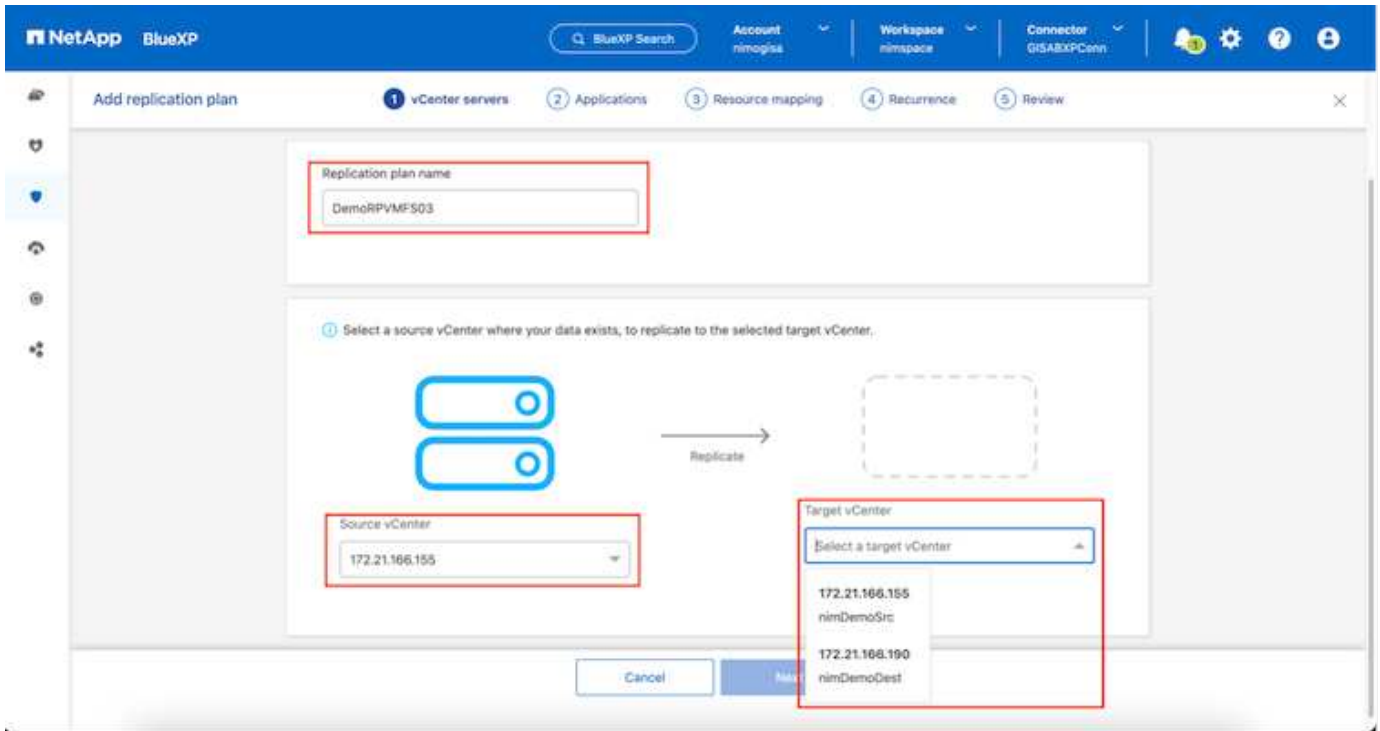 NetApp BlueXP
BlueXP Search
Account
nimogisa
Workspace
nimspace
Connector
GISABXPConn
1
Add replication plan
1 vCenter servers
2 Applications
3 Resource mapping
4 Recurrence
5 Review
Replication plan name
DemoRPVMFS03
Select a source vCenter where your data exists, to replicate to the selected target vCenter.
Replicate
Source vCenter
172.21.166.155
Target vCenter
Select a target vCenter
172.21.166.155
nimDemoSrc
172.21.166.190
nimDemoDest
Cancel